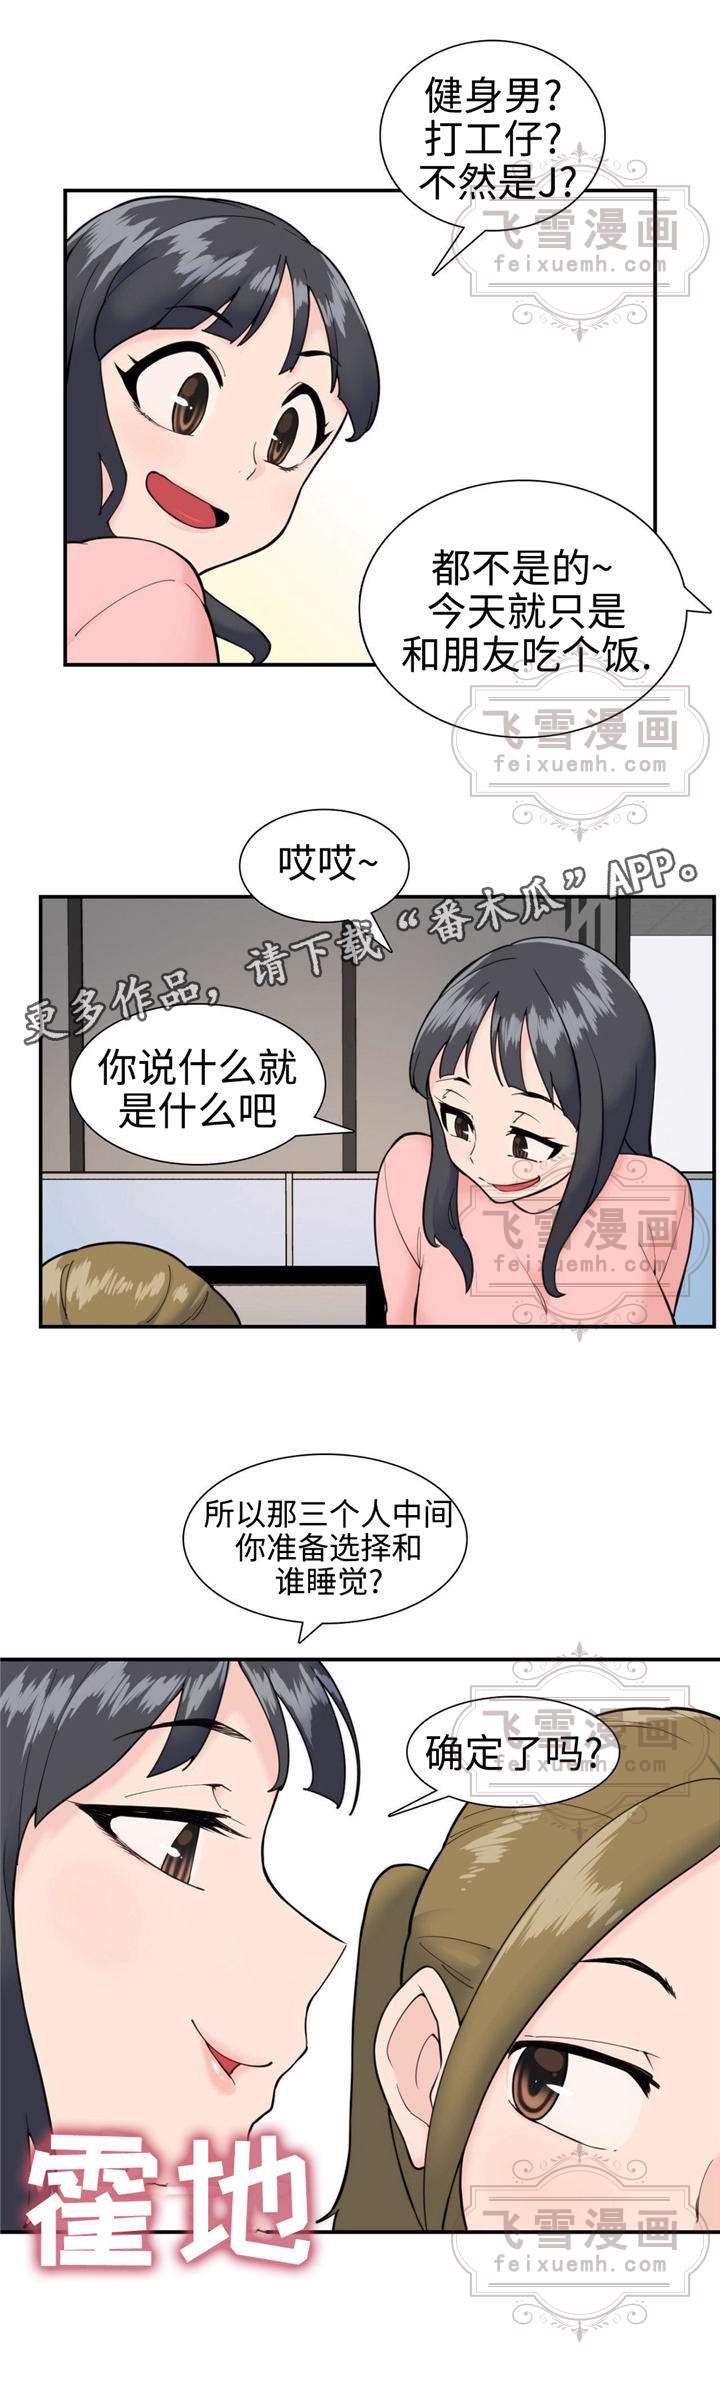 健身男?
打工仔?
不然是J?
飞雪漫画
feixuemh.com
都不是的~
今天就只是
和朋友吃个饭.
飞雪漫画
feixuemh.com
哎哎~
更多作品，请下载“番木瓜”APP。
你说什么就
是什么吧
飞雪漫画
feixuemh.com
所以那三个人中间
你准备选择和
谁睡觉?
飞雪漫画
feixuemh.com
确定了吗?
霍地
飞雪漫画
feixuemh.com